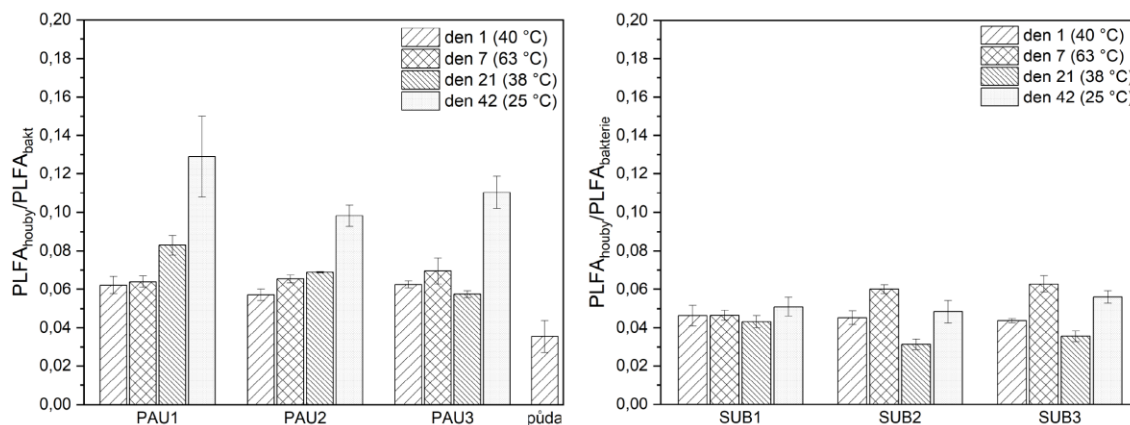 0,20
0,18
0,16
0,14
0,12
0,10
0,08
0,06
0,04
0,02
0,00
PLFAhouby/PLFAbakt
den 1 (40 °C)
den 7 (63 °C)
den 21 (38 °C)
den 42 (25 °C)
PAU1 PAU2 PAU3 půda
0,20
0,18
0,16
0,14
0,12
0,10
0,08
0,06
0,04
0,02
0,00
PLFAhouby/PLFAbakterie
den 1 (40 °C)
den 7 (63 °C)
den 21 (38 °C)
den 42 (25 °C)
SUB1 SUB2 SUB3